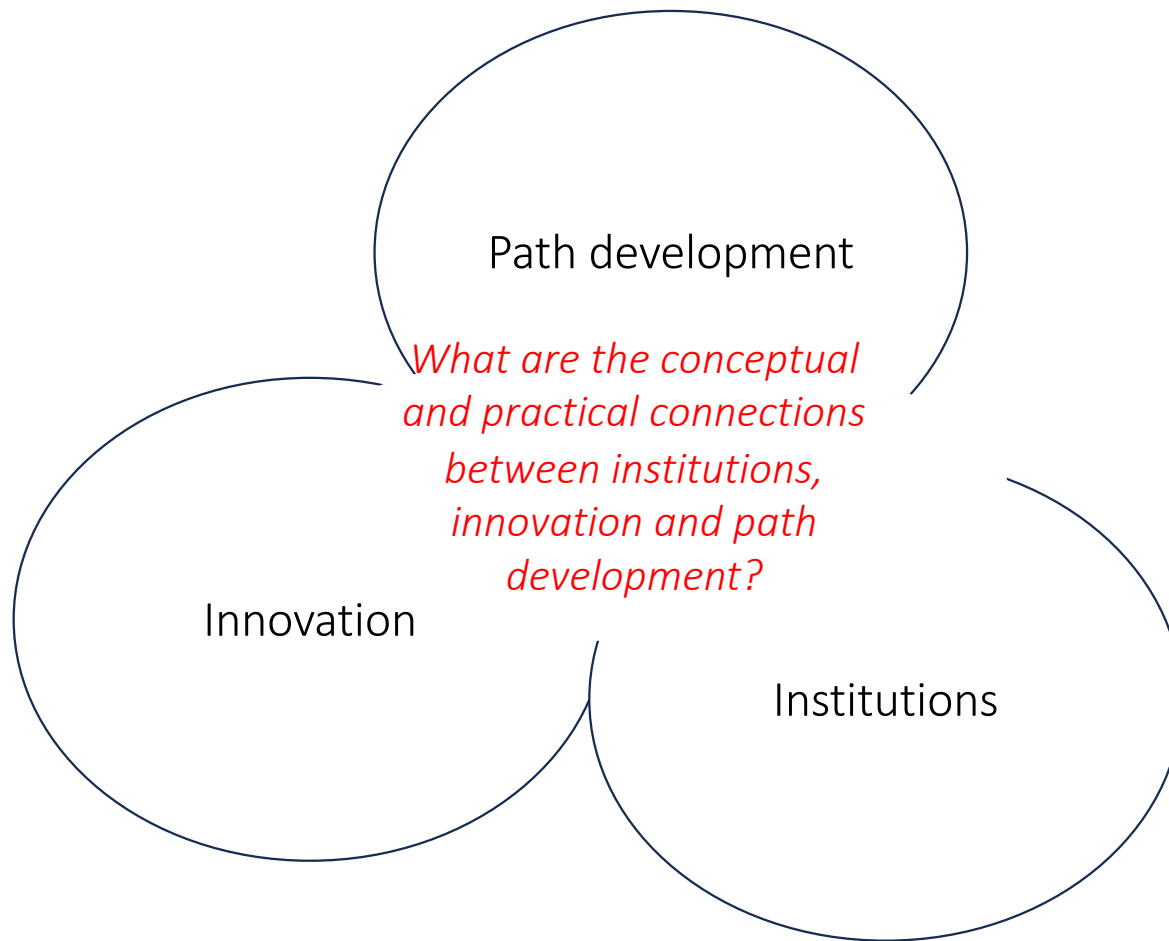 Path development
What are the conceptual
and practical connections
between institutions,
innovation and path
development?
Innovation
Institutions